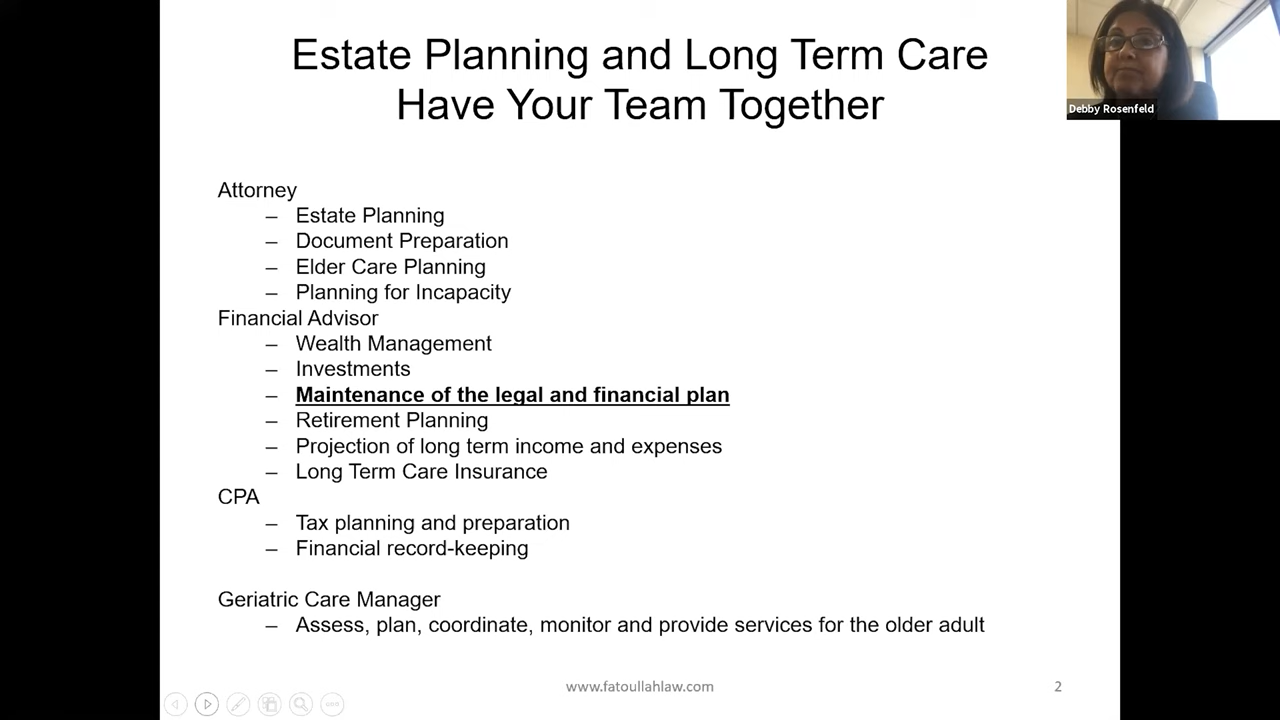 Estate Planning and Long Term Care
Have Your Team Together
Debby Rosenfeld
Attorney
– Estate Planning
– Document Preparation
– Elder Care Planning
– Planning for Incapacity
Financial Advisor
– Wealth Management
– Investments
– Maintenance of the legal and financial plan
– Retirement Planning
– Projection of long term income and expenses
– Long Term Care Insurance
CPA
– Tax planning and preparation
– Financial record-keeping
Geriatric Care Manager
– Assess, plan, coordinate, monitor and provide services for the older adult
www.fatoullahlaw.com
2